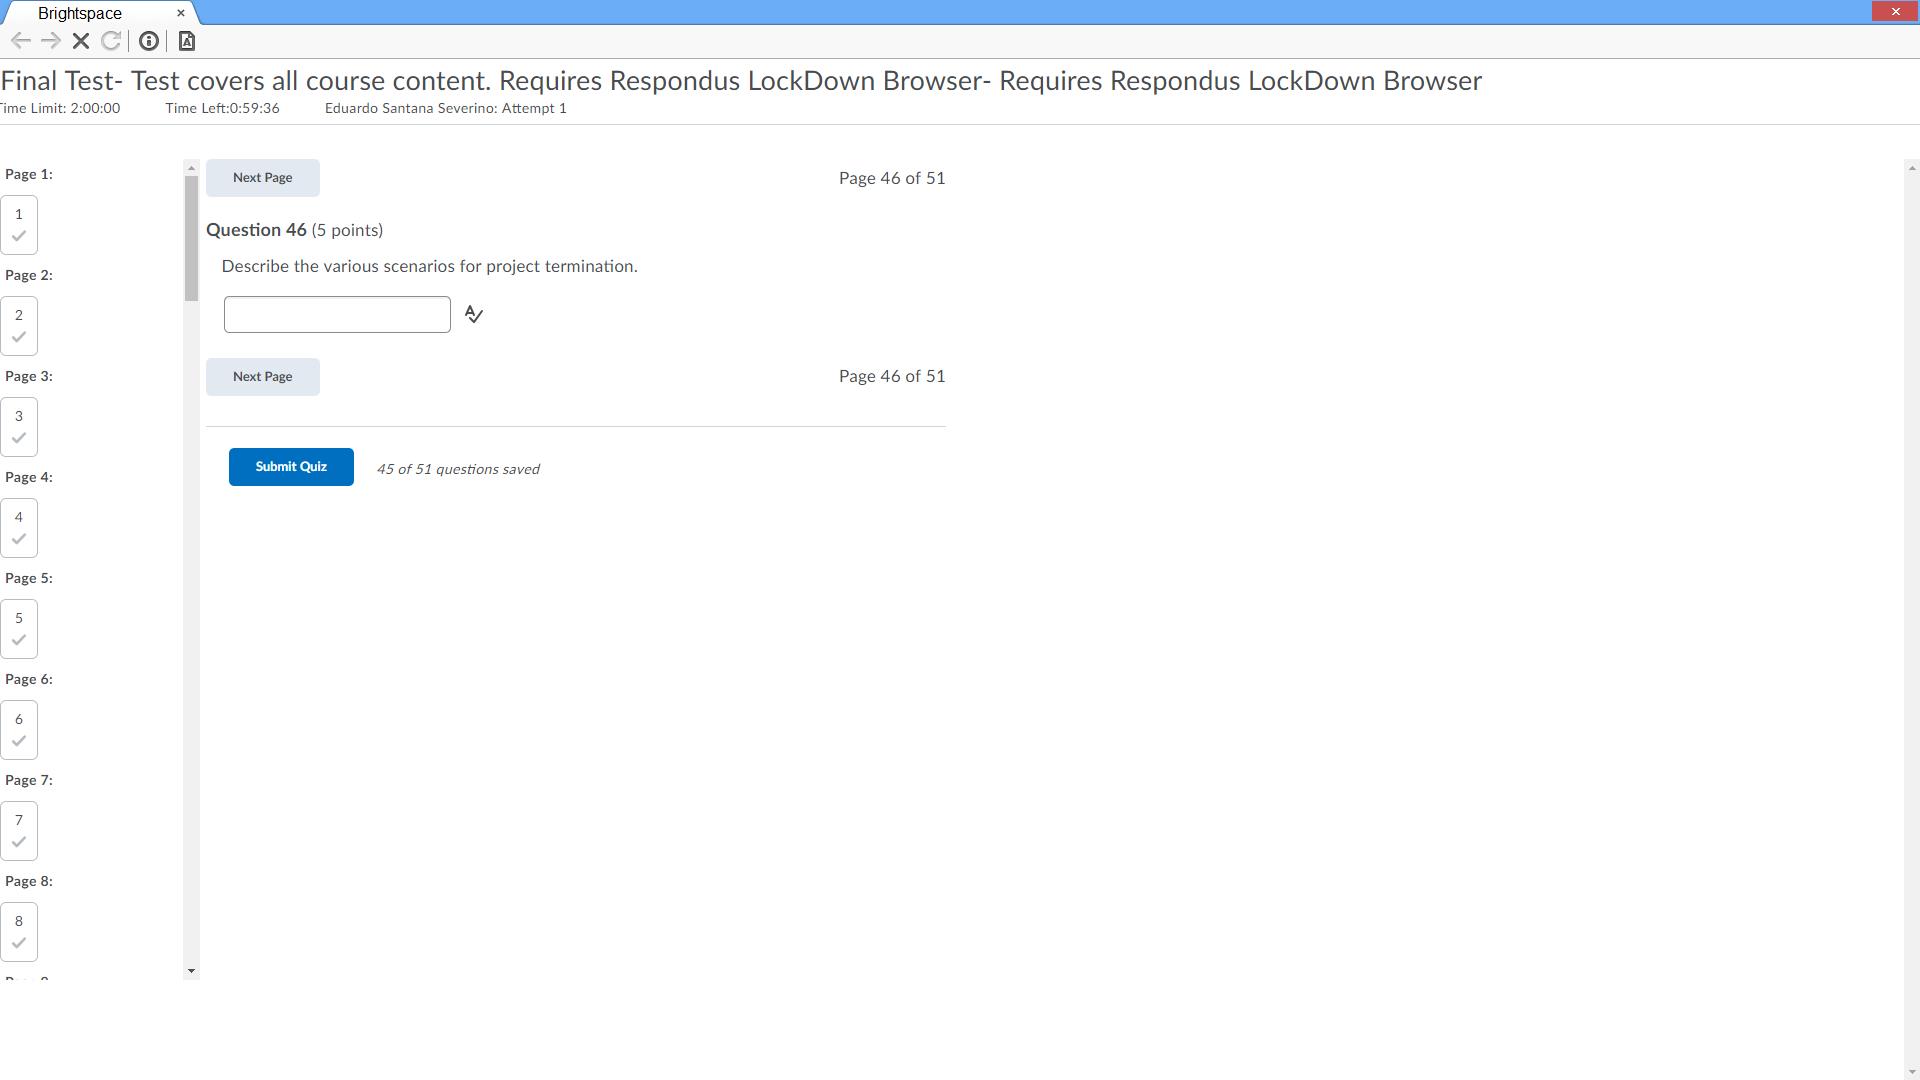 Brightspace
Final Test- Test covers all course content. Requires Respondus LockDown Browser- Requires Respondus LockDown Browser
Time Limit: 2:00:00 Time Left:0:59:36 Eduardo Santana Severino: Attempt 1
Page 1:
1
Page 2:
2
Page 3:
3
Page 4:
4
Page 5:
5
Page 6:
6
Page 7:
7
Page 8:
8
Next Page Page 46 of 51
Question 46 (5 points)
Describe the various scenarios for project termination.
Next Page Page 46 of 51
Submit Quiz 45 of 51 questions saved